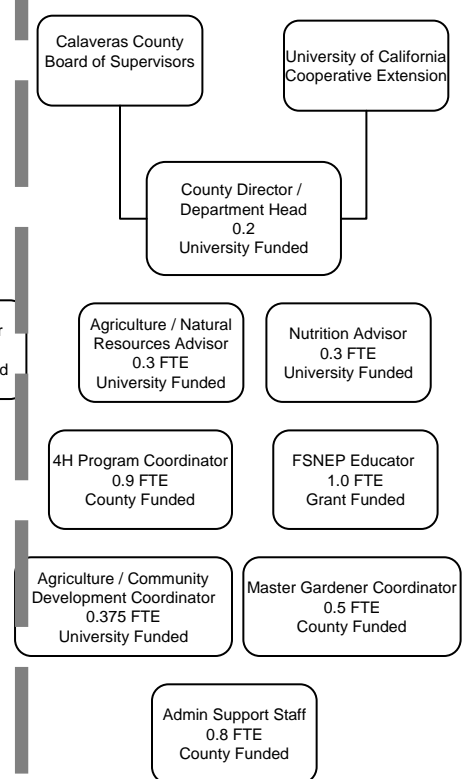 Calaveras County
Board of Supervisors
University of California
Cooperative Extension
County Director /
Department Head
0.2
University Funded
Agriculture / Natural
Resources Advisor
0.3 FTE
University Funded
Nutrition Advisor
0.3 FTE
University Funded
4H Program Coordinator
0.9 FTE
County Funded
FSNEP Educator
1.0 FTE
Grant Funded
Agriculture / Community
Development Coordinator
0.375 FTE
University Funded
Master Gardener Coordinator
0.5 FTE
County Funded
Admin Support Staff
0.8 FTE
County Funded